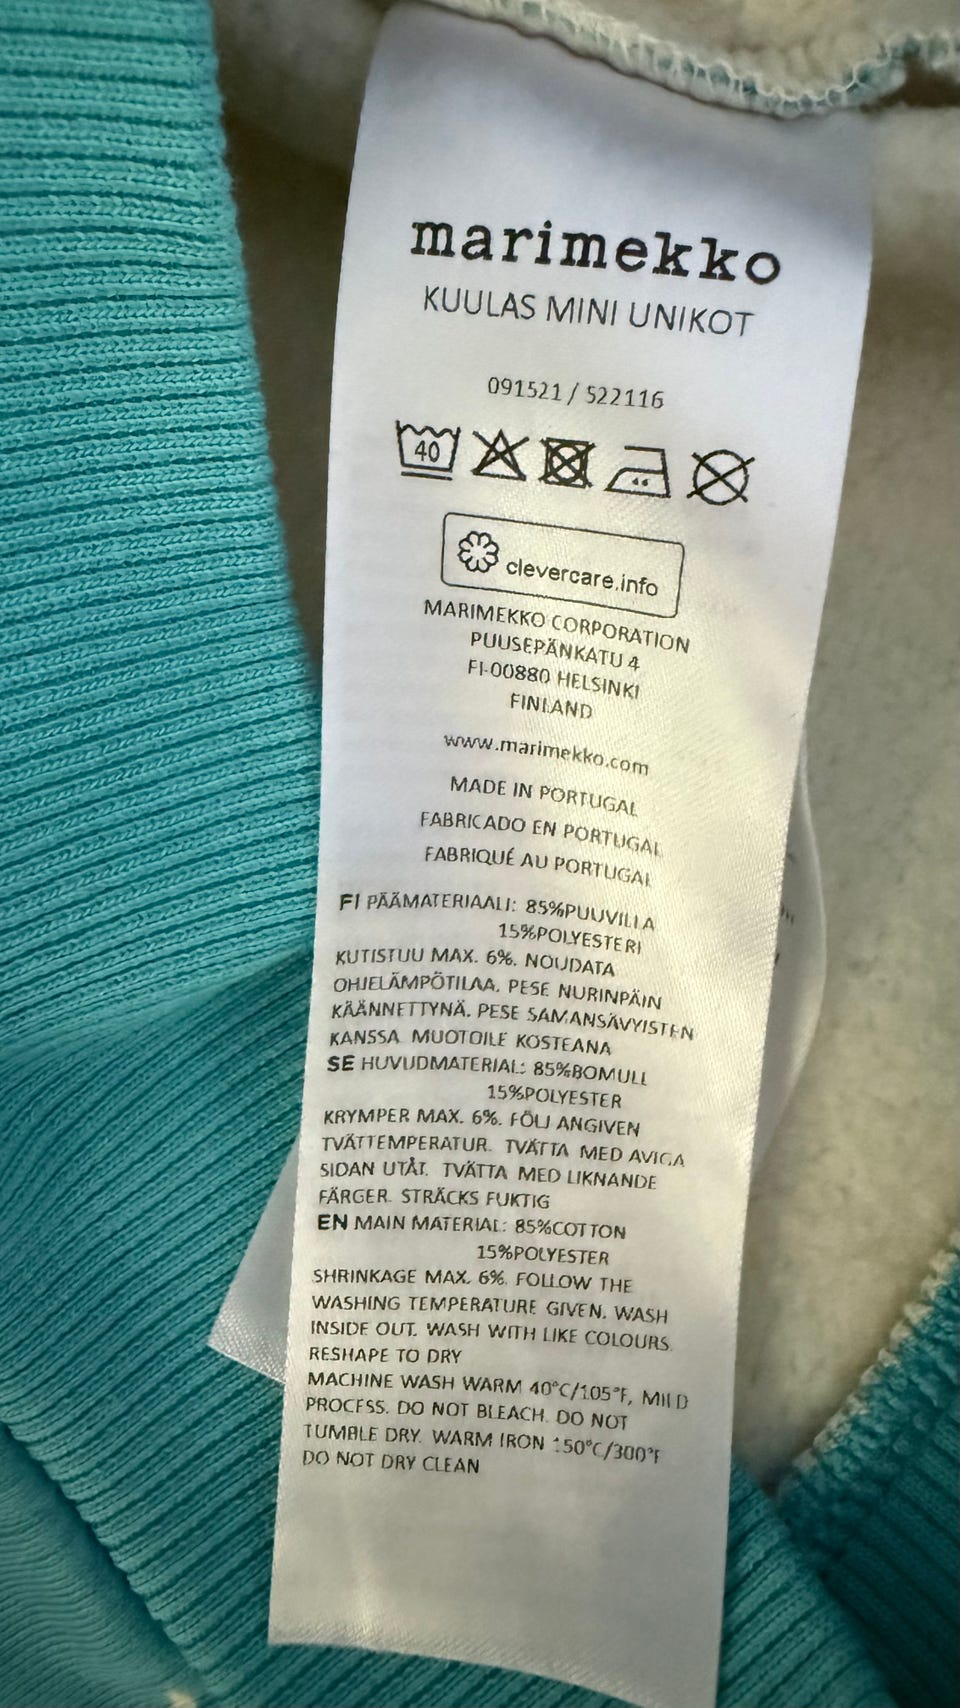 marimekko
KUULAS MINI UNIKOT
091521 / 522116
40
clevercare.info
MARIMEKKO CORPORATION
PUUSEPÄNKATU 4
FI-00880 HELSINKI
FINLAND
www.marimekko.com
MADE IN PORTUGAL
FABRICADO EN PORTUGAL
FABRIQUÉ AU PORTUGAL
FI PÄÄMATERIAALI: 85%PUUVILLA
15%POLYESTERI
KUTISTUU MAX. 6%. NOUDATA
OHJELÄMPÖTILAA. PESE NURINPÄIN
KÄÄNNETTYNÄ. PESE SAMANSÄVYISTEN
KANSSA. MUOTOILE KOSTEANA
SE HUVUDMATERIAL: 85%BOMULL
15%POLYESTER
KRYMPER MAX. 6%. FÖLJ ANGIVEN
TVÄTTEMPERATUR. TVÄTTA MED AVIGA
SIDAN UTÅT. TVÄTTA MED LIKNANDE
FÄRGER. STRÄCKS FUKTIG
EN MAIN MATERIAL: 85%COTTON
15%POLYESTER
SHRINKAGE MAX. 6%. FOLLOW THE
WASHING TEMPERATURE GIVEN. WASH
INSIDE OUT. WASH WITH LIKE COLOURS.
RESHAPE TO DRY
MACHINE WASH WARM 40°C/105°F, MILD
PROCESS. DO NOT BLEACH. DO NOT
TUMBLE DRY. WARM IRON 150°C/300°F
DO NOT DRY CLEAN